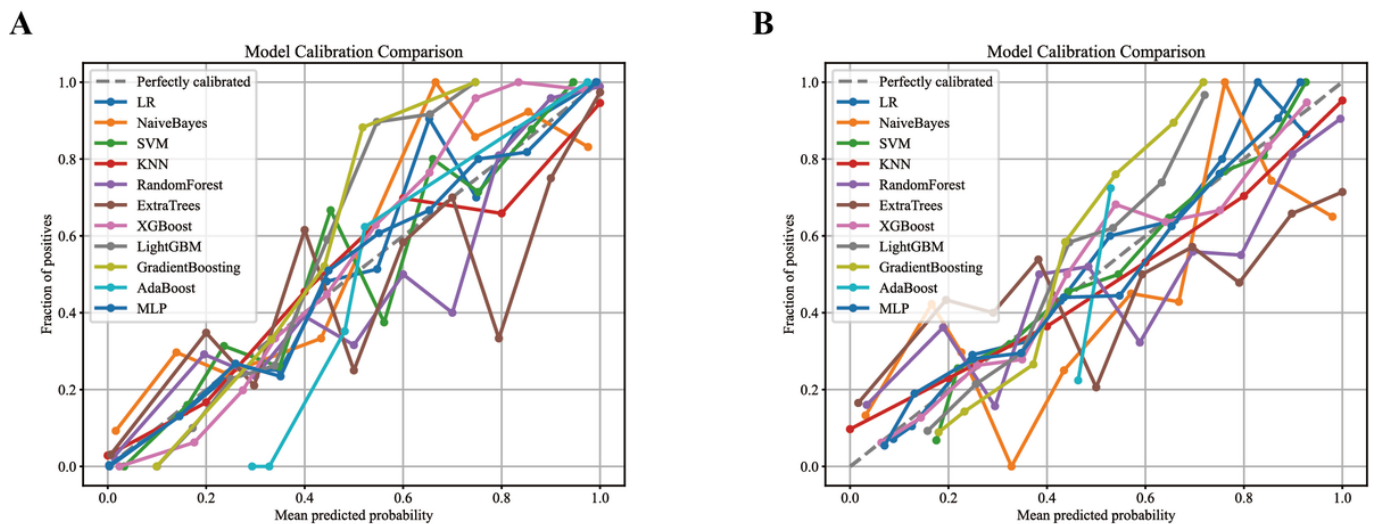 A
Model Calibration Comparison
1.0
0.8
0.6
0.4
0.2
0.0
Fraction of positives
Perfectly calibrated
LR
NaiveBayes
SVM
KNN
RandomForest
ExtraTrees
XGBoost
LightGBM
GradientBoosting
AdaBoost
MLP
0.0 0.2 0.4 0.6 0.8 1.0
Mean predicted probability
B
Model Calibration Comparison
1.0
0.8
0.6
0.4
0.2
0.0
Fraction of positives
Perfectly calibrated
LR
NaiveBayes
SVM
KNN
RandomForest
ExtraTrees
XGBoost
LightGBM
GradientBoosting
AdaBoost
MLP
0.0 0.2 0.4 0.6 0.8 1.0
Mean predicted probability